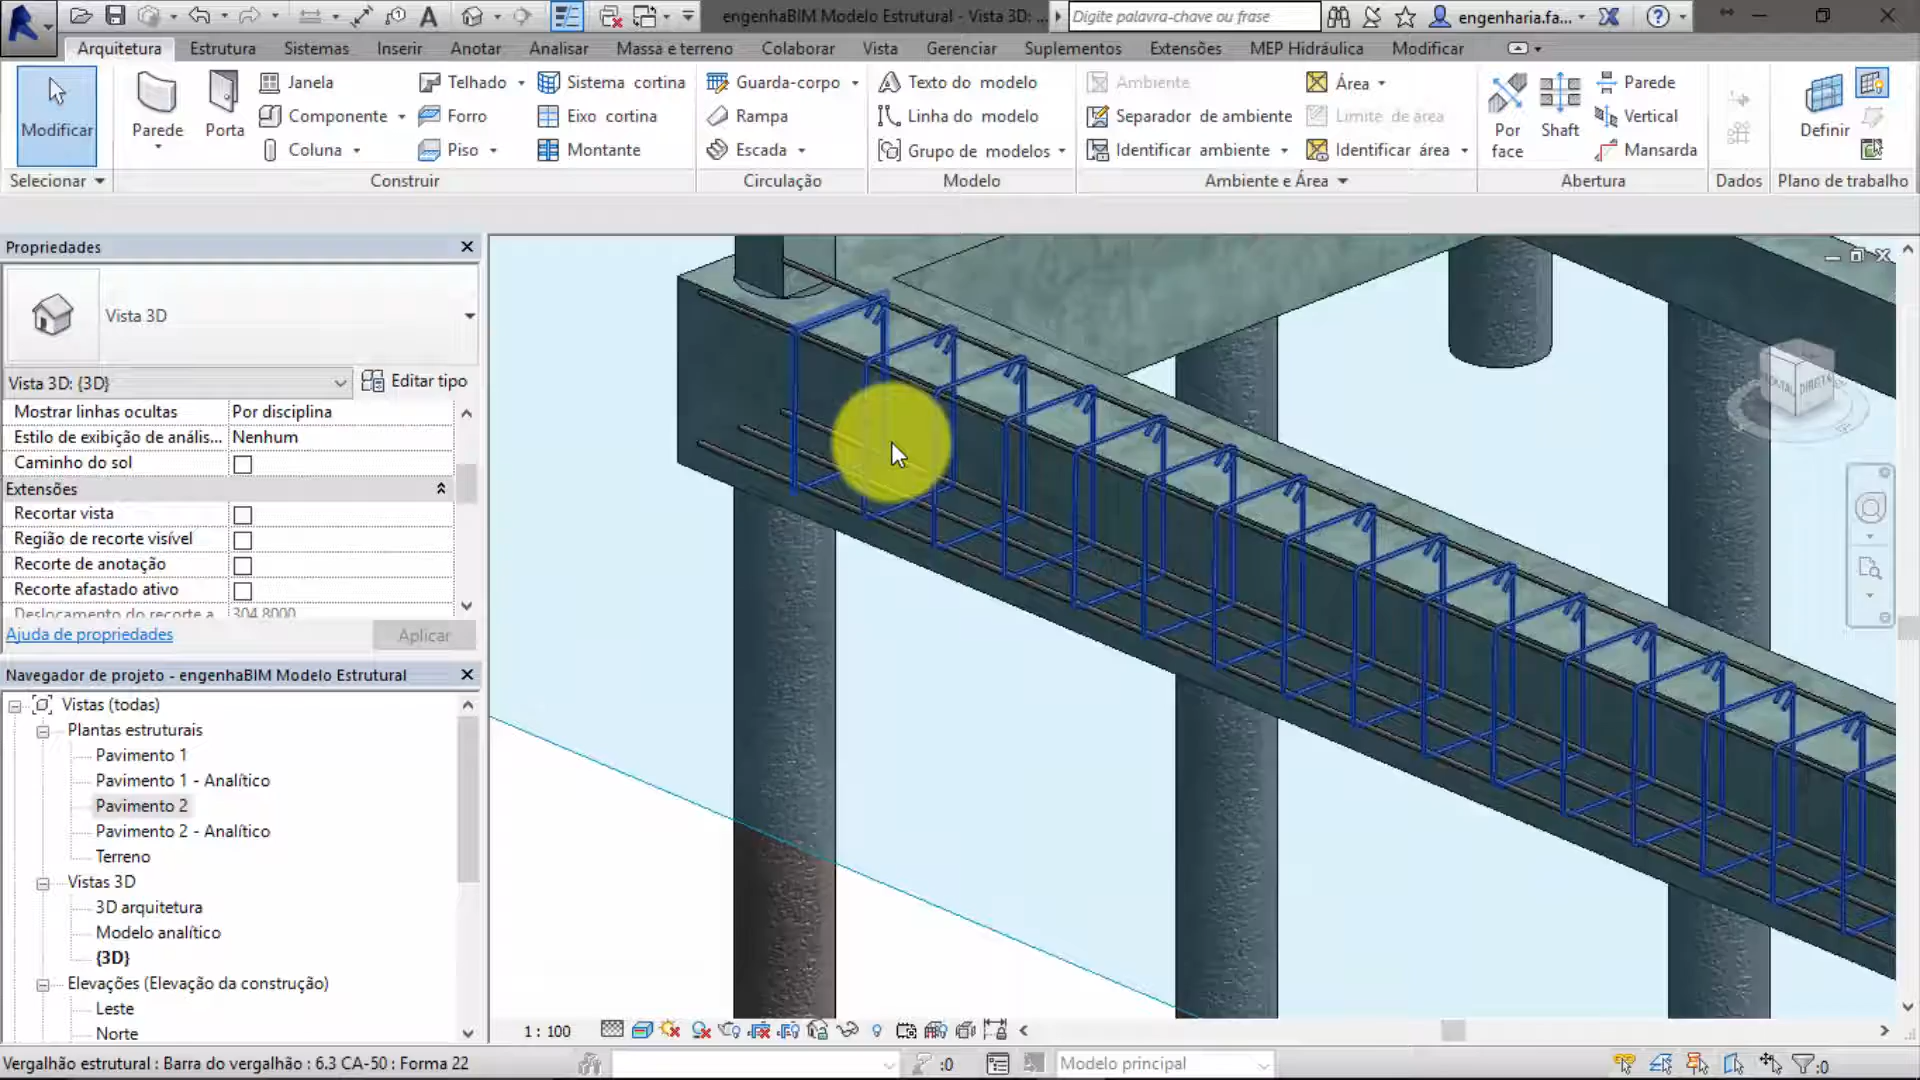 engenhaBIM Modelo Estrutural - Vista 3D: ...
Digite palavra-chave ou frase
engenharia.fa...
Arquitetura Estrutura Sistemas Inserir Anotar Analisar Massa e terreno Colaborar Vista Gerenciar Suplementos Extensões MEP Hidráulica Modificar
Modificar
Parede
Porta
Janela
Componente
Coluna
Telhado
Forro
Piso
Sistema cortina
Eixo cortina
Montante
Guarda-corpo
Rampa
Escada
Texto do modelo
Linha do modelo
Grupo de modelos
Ambiente
Separador de ambiente
Identificar ambiente
Área
Limite de área
Identificar área
Por face
Shaft
Parede
Vertical
Mansarda
Definir
Selecionar Construir Circulação Modelo Ambiente e Área Abertura Dados Plano de trabalho
Propriedades
Vista 3D
Vista 3D: {3D} Editar tipo
Mostrar linhas ocultas Por disciplina
Estilo de exibição de anális... Nenhum
Caminho do sol
Extensões
Recortar vista
Região de recorte visível
Recorte de anotação
Recorte afastado ativo
Deslocamento do recorte a 304.8000
Ajuda de propriedades Aplicar
Navegador de projeto - engenhaBIM Modelo Estrutural
Vistas (todas)
Plantas estruturais
Pavimento 1
Pavimento 1 - Analítico
Pavimento 2
Pavimento 2 - Analítico
Terreno
Vistas 3D
3D arquitetura
Modelo analítico
{3D}
Elevações (Elevação da construção)
Leste
Norte
1 : 100
Vergalhão estrutural : Barra do vergalhão : 6.3 CA-50 : Forma 22
:0
Modelo principal
:0